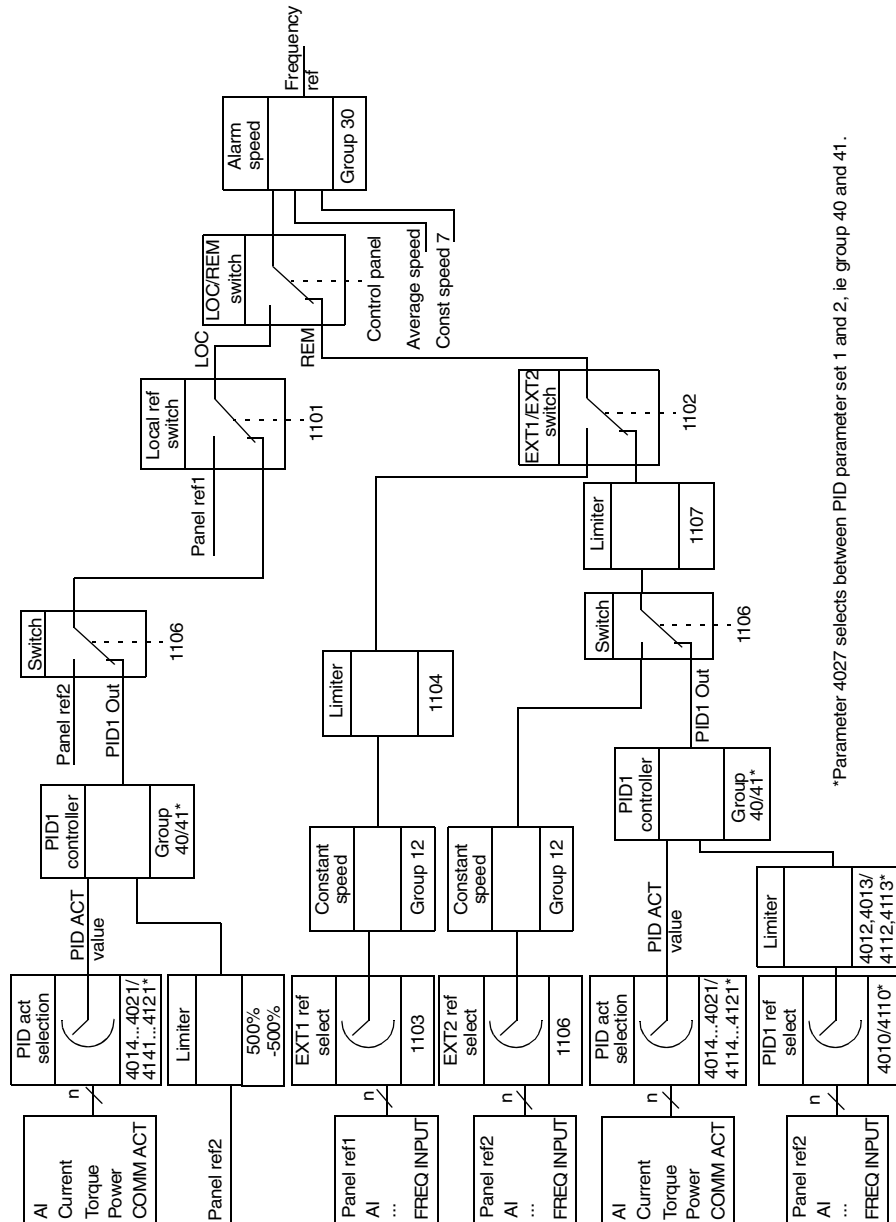 AI
Current
Torque
Power
COMM ACT
n
PID act
selection
4014...4021/
4141...4121*
PID ACT
value
Panel ref2
Limiter
500%
-500%
PID1
controller
Group
40/41*
Panel ref2
PID1 Out
Switch
1106
Panel ref1
Local ref
switch
1101
LOC
REM
LOC/REM
switch
Control panel
Average speed
Const speed 7
Alarm
speed
Group 30
Frequency
ref
Panel ref1
AI
...
FREQ INPUT
n
EXT1 ref
select
1103
Constant
speed
Group 12
Limiter
1104
Panel ref2
AI
...
FREQ INPUT
n
EXT2 ref
select
1106
Constant
speed
Group 12
AI
Current
Torque
Power
COMM ACT
n
PID act
selection
4014...4021/
4114...4121*
PID ACT
value
Panel ref2
AI
...
FREQ INPUT
n
PID1 ref
select
4010/4110*
Limiter
4012,4013/
4112,4113*
PID1
controller
Group
40/41*
PID1 Out
Switch
1106
Limiter
1107
EXT1/EXT2
switch
1102
*Parameter 4027 selects between PID parameter set 1 and 2, ie group 40 and 41.